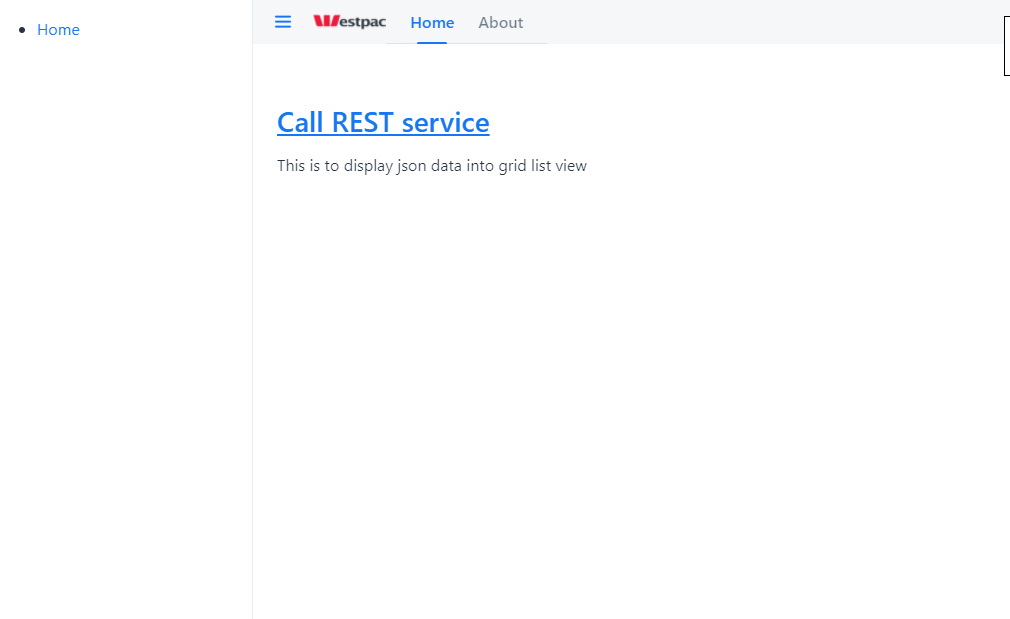 Home
Westpac Home About
Call REST service
This is to display json data into grid list view